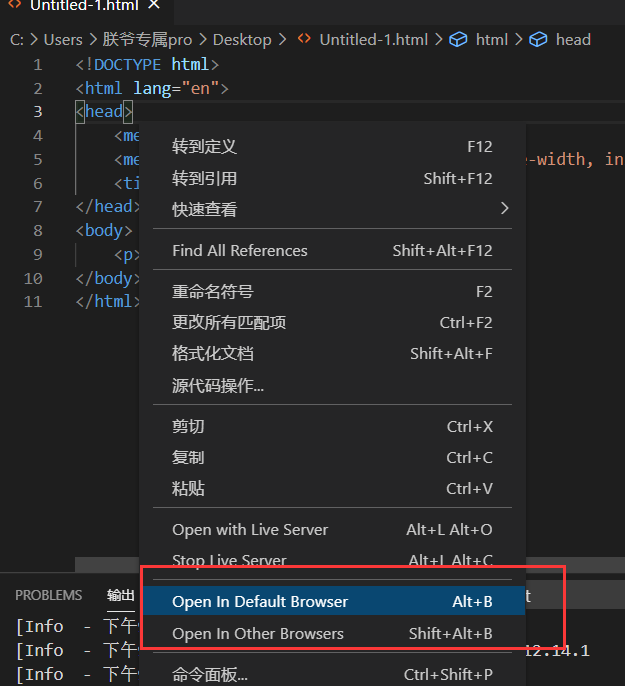 Untitled-1.html ×
C: > Users > 朕爷专属pro > Desktop > Untitled-1.html > html > head
1 <!DOCTYPE html>
2 <html lang="en">
3 <head>
4 <me
5 <me -width, in
6 <ti
7 </head>
8 <body>
9 <p>
10 </body>
11 </html>
转到定义 F12
转到引用 Shift+F12
快速查看
Find All References Shift+Alt+F12
重命名符号 F2
更改所有匹配项 Ctrl+F2
格式化文档 Shift+Alt+F
源代码操作...
剪切 Ctrl+X
复制 Ctrl+C
粘贴 Ctrl+V
Open with Live Server Alt+L Alt+O
Stop Live Server Alt+L Alt+C
Open In Default Browser Alt+B
Open In Other Browsers Shift+Alt+B
命令面板... Ctrl+Shift+P
PROBLEMS 输出
[Info - 下午
[Info - 下午 12.14.1
[Info - 下午